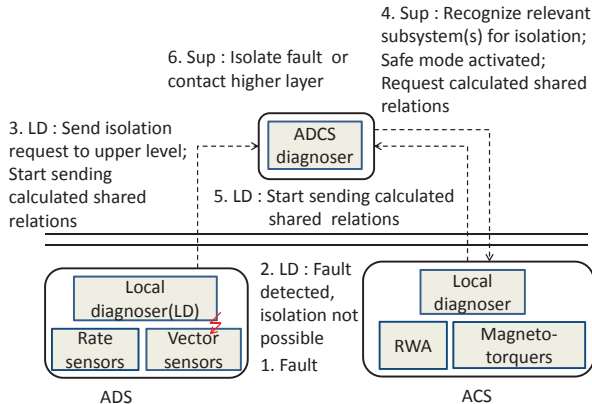 4. Sup : Recognize relevant
subsystem(s) for isolation;
Safe mode activated;
Request calculated shared
relations
6. Sup : Isolate fault or
contact higher layer
3. LD : Send isolation
request to upper level;
Start sending
calculated shared
relations
ADCS
diagnoser
5. LD : Start sending calculated
shared relations
Local
diagnoser(LD)
Rate
sensors
Vector
sensors
2. LD : Fault
detected,
isolation not
possible
1. Fault
Local
diagnoser
RWA
Magneto-
torquers
ADS
ACS